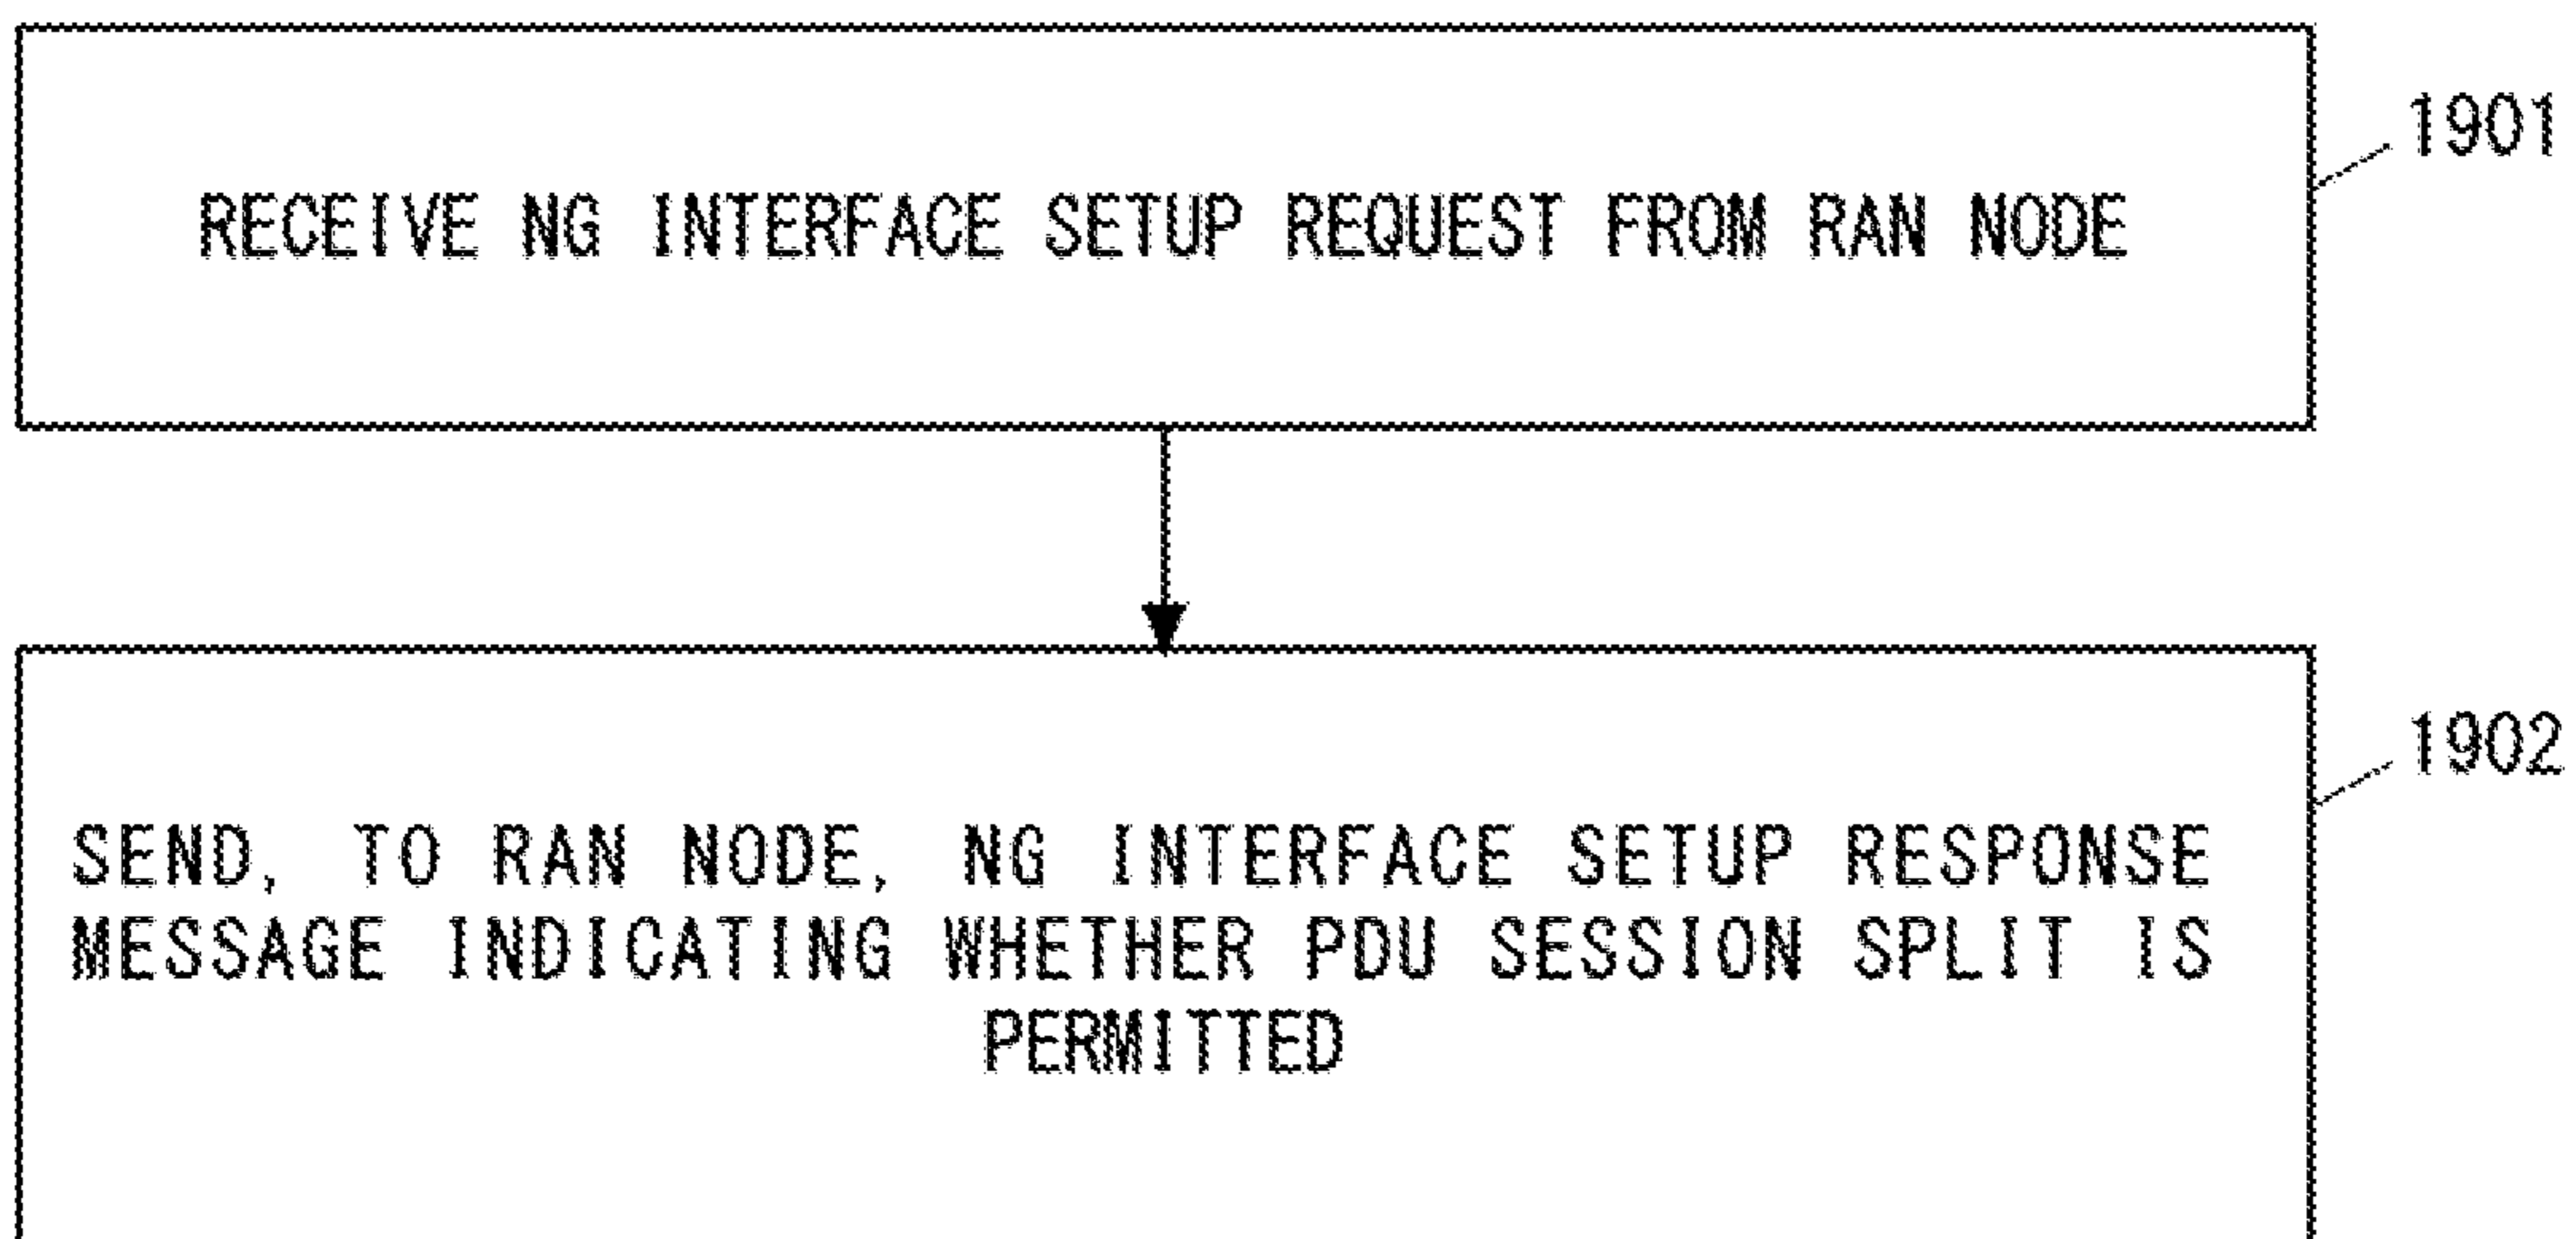 RECEIVE NG INTERFACE SETUP REQUEST FROM RAN NODE
1901
SEND, TO RAN NODE, NG INTERFACE SETUP RESPONSE
MESSAGE INDICATING WHETHER PDU SESSION SPLIT IS
PERMITTED
1902